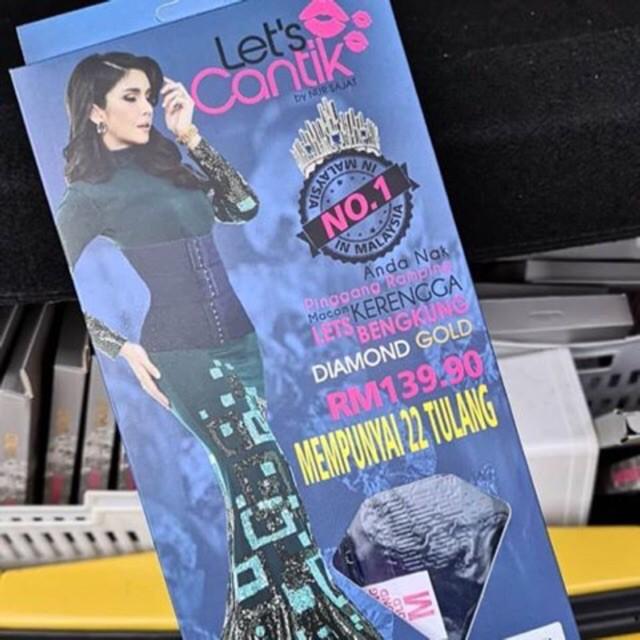 Let's
Cantik
by NUR SAJAT
IN MALAYSIA
NO.1
IN MALAYSIA
Anda Nak
Pinggang Ramping
Macam KERENGGA
LETS BENGKUNG
DIAMOND GOLD
RM139.90
MEMPUNYAI 22 TULANG
M